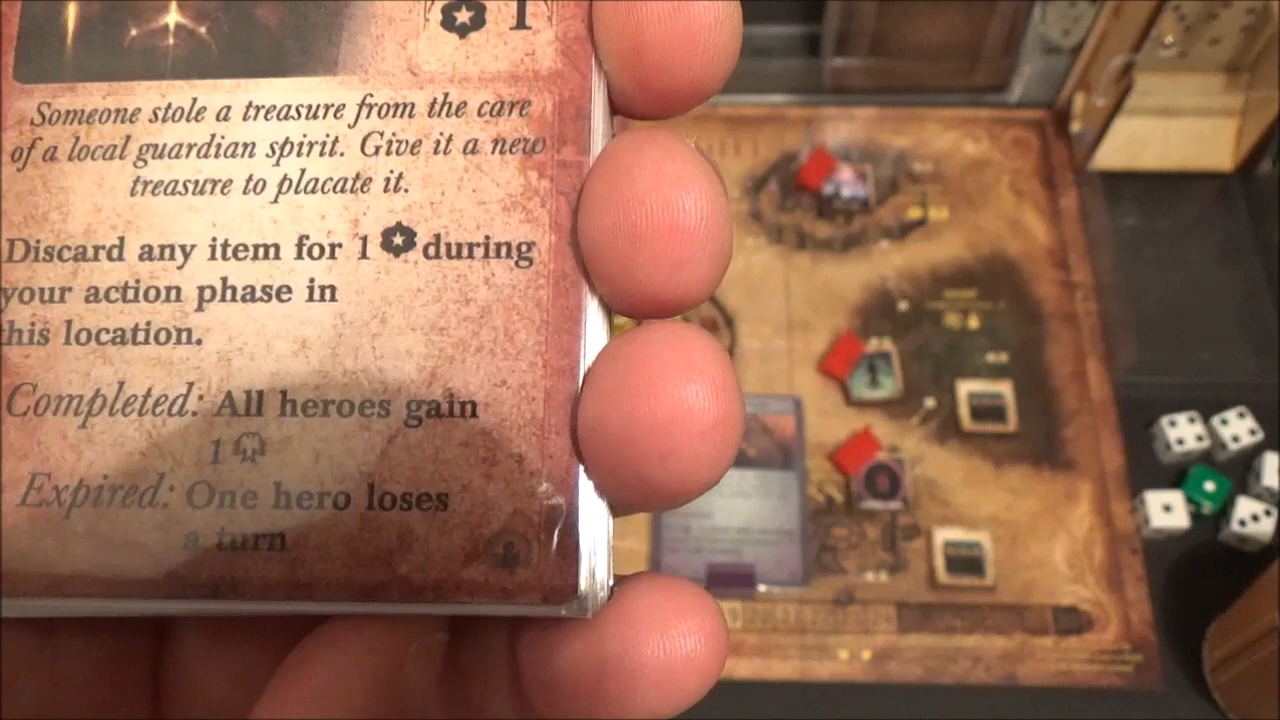 1
Someone stole a treasure from the care
of a local guardian spirit. Give it a new
treasure to placate it.
Discard any item for 1 during
your action phase in
this location.
Completed: All heroes gain
1
Expired: One hero loses
a turn